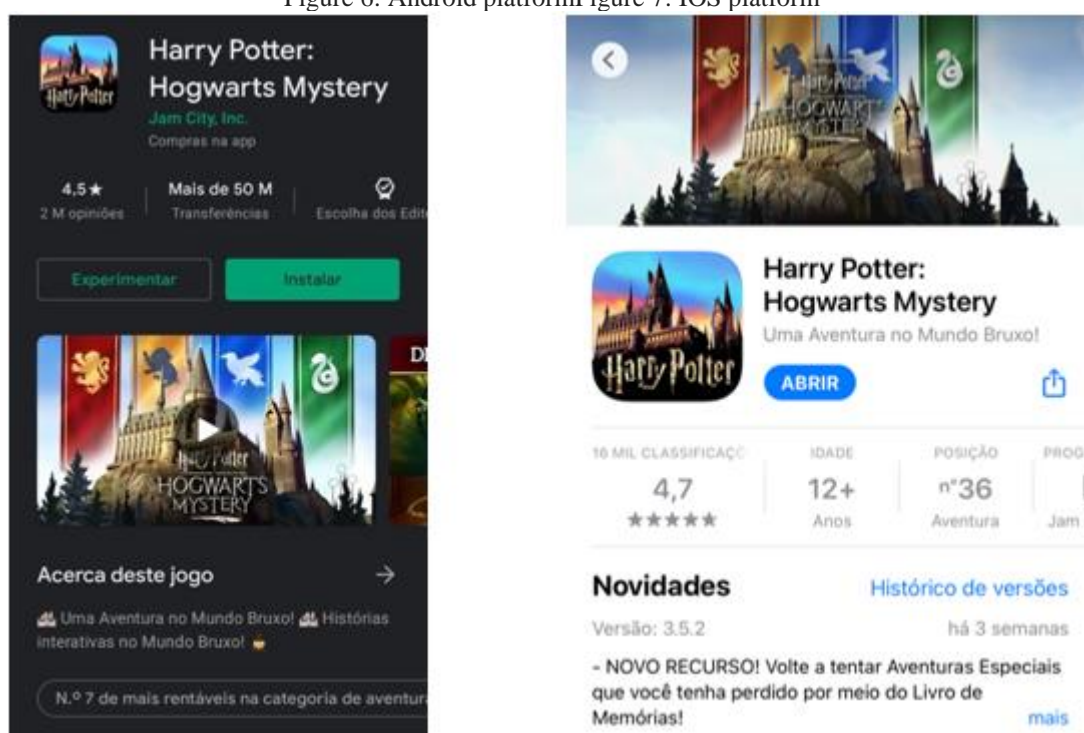 Figure 6: Android platformFigure 7: IOS platform
Harry Potter
Harry Potter:
Hogwarts Mystery
Jam City, Inc.
Compras na app
4,5★
2 M opiniões
Mais de 50 M
Transferências
Escolha dos Edit
Experimentar
Instalar
D
Harry Potter
HOGWARTS
MYSTERY
Acerca deste jogo →
Uma Aventura no Mundo Bruxo! Histórias
interativas no Mundo Bruxo!
N.º 7 de mais rentáveis na categoria de aventura
Harry Potter
HOGWARTS
MYSTERY
Harry Potter
Harry Potter:
Hogwarts Mystery
Uma Aventura no Mundo Bruxo!
ABRIR
16 MIL CLASSIFICAÇÕ
4,7
★★★★★
IDADE
12+
Anos
POSIÇÃO
nº36
Aventura
PROG
Jam
Novidades
Histórico de versões
Versão: 3.5.2
há 3 semanas
- NOVO RECURSO! Volte a tentar Aventuras Especiais
que você tenha perdido por meio do Livro de
Memórias!
mais